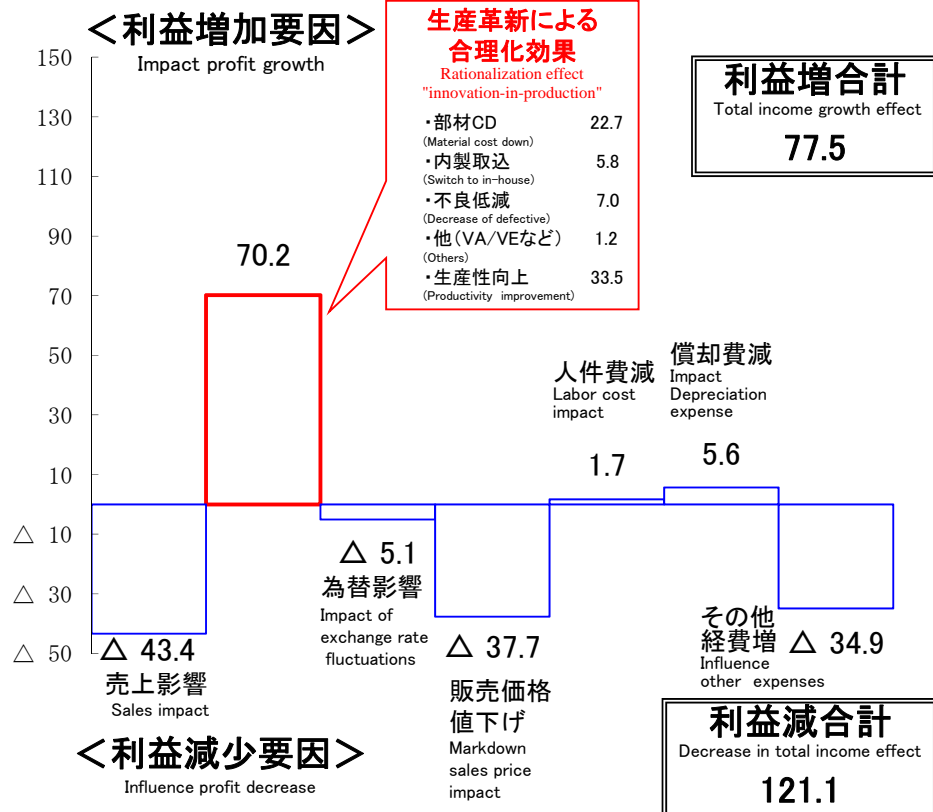 ＜利益増加要因＞
Impact profit growth
生産革新による
合理化効果
Rationalization effect
"innovation-in-production"
・部材CD 22.7
(Material cost down)
・内製取込 5.8
(Switch to in-house)
・不良低減 7.0
(Decrease of defective)
・他(VA/VEなど) 1.2
(Others)
・生産性向上 33.5
(Productivity improvement)
利益増合計
Total income growth effect
77.5
150
130
110
90
70
50
30
10
0
△ 10
△ 30
△ 50
70.2
人件費減
Labor cost
impact
1.7
償却費減
Impact
Depreciation
expense
5.6
△ 43.4
売上影響
Sales impact
△ 5.1
為替影響
Impact of
exchange rate
fluctuations
△ 37.7
販売価格
値下げ
Markdown
sales price
impact
その他
経費増
Influence
other expenses
△ 34.9
＜利益減少要因＞
Influence profit decrease
利益減合計
Decrease in total income effect
121.1